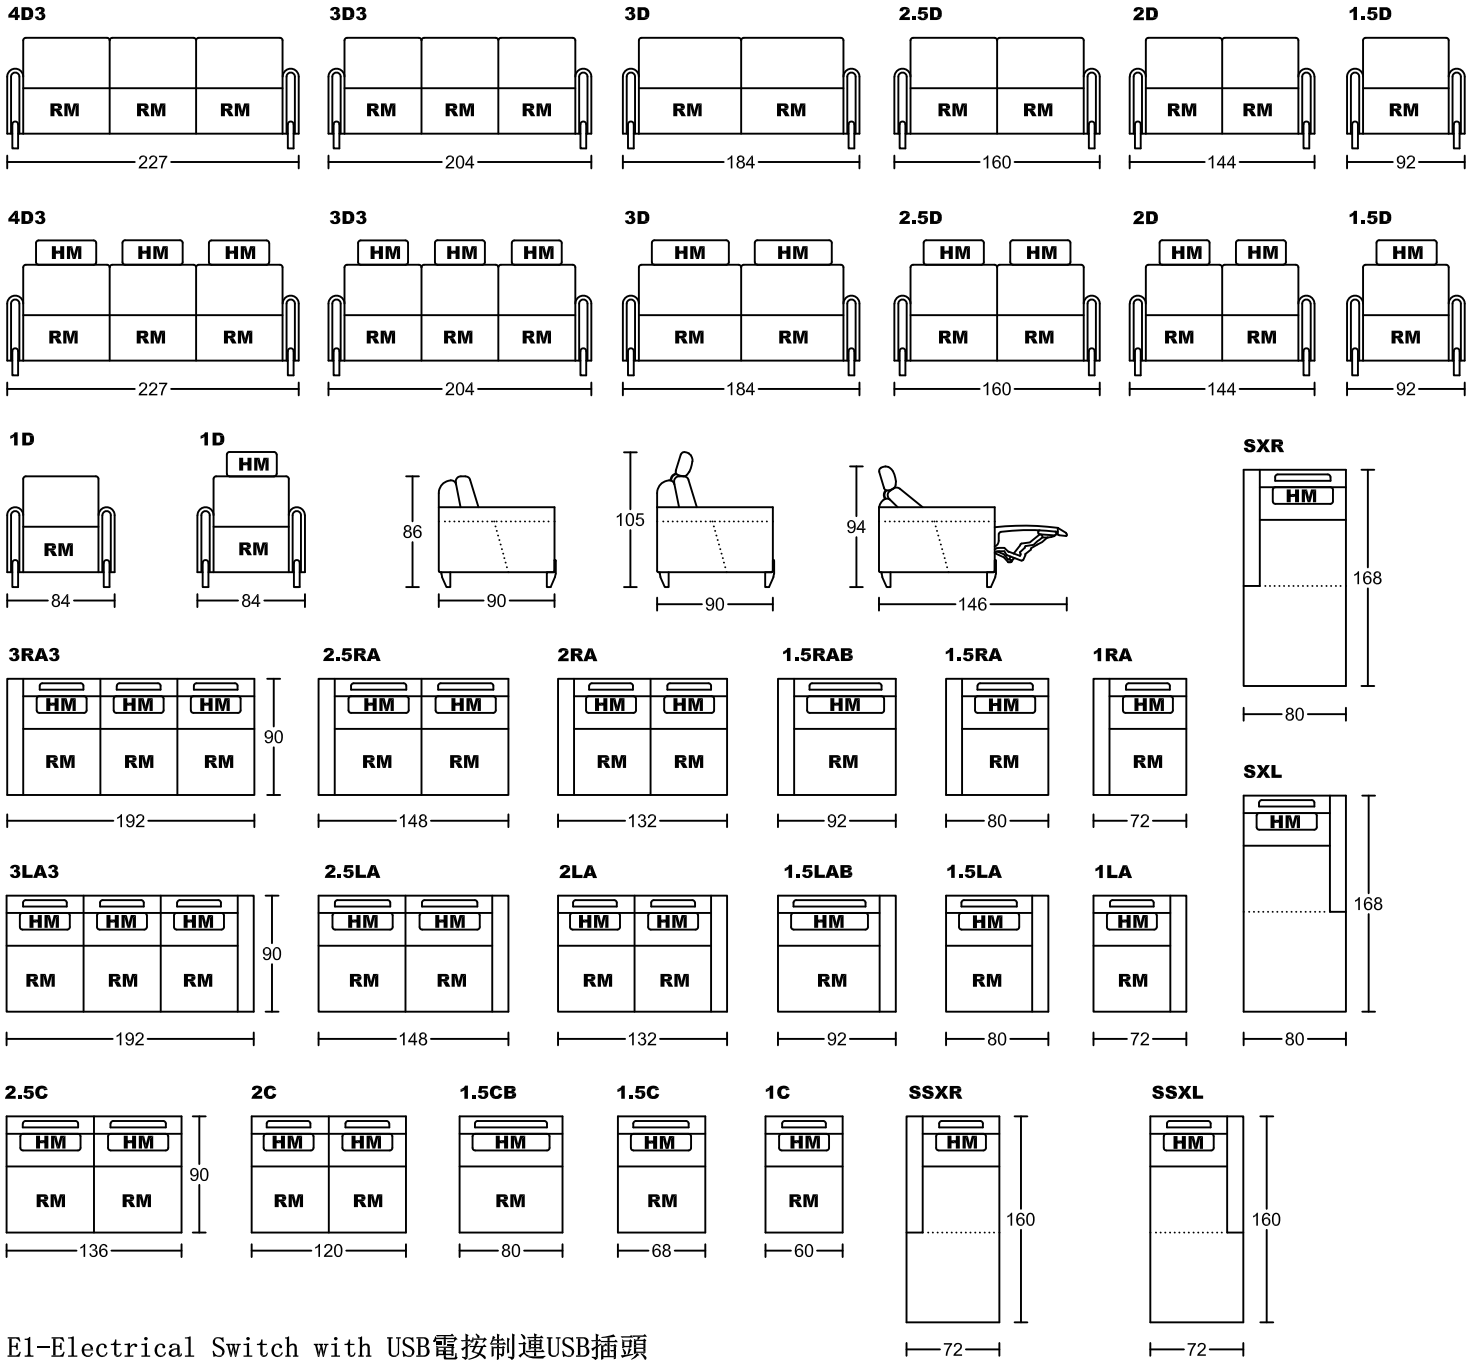 4D3 3D3 3D 2.5D 2D 1.5D
RM RM RM RM RM RM RM RM RM RM RM RM RM
227 204 184 160 144 92
4D3 3D3 3D 2.5D 2D 1.5D
HM HM HM HM HM HM HM HM HM HM HM HM HM
RM RM RM RM RM RM RM RM RM RM RM RM RM
227 204 184 160 144 92
1D 1D SXR
HM
HM
RM RM 86 105 94
168
84 84 90 90 146
3RA3 2.5RA 2RA 1.5RAB 1.5RA 1RA
HM HM HM HM HM HM HM HM HM HM
80
90
RM RM RM RM RM RM RM RM RM RM
SXL
192 148 132 92 80 72
HM
3LA3 2.5LA 2LA 1.5LAB 1.5LA 1LA
168
HM HM HM HM HM HM HM HM HM HM
90
RM RM RM RM RM RM RM RM RM RM
192 148 132 92 80 72 80
2.5C 2C 1.5CB 1.5C 1C SSXR SSXL
HM HM HM HM HM HM HM HM HM
90
RM RM RM RM RM RM RM
160 160
136 120 80 68 60
E1-Electrical Switch with USB電按制連USB插頭
72 72